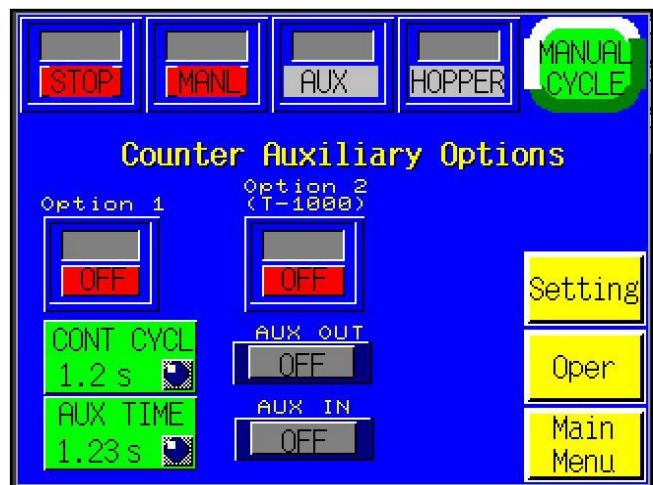 STOP MANL AUX HOPPER MANUAL
CYCLE
Counter Auxiliary Options
Option 1
Option 2
(T-1000)
OFF
OFF
Setting
CONT CYCL
1.2 s
AUX OUT
OFF
Oper
AUX TIME
1.23 s
AUX IN
OFF
Main
Menu